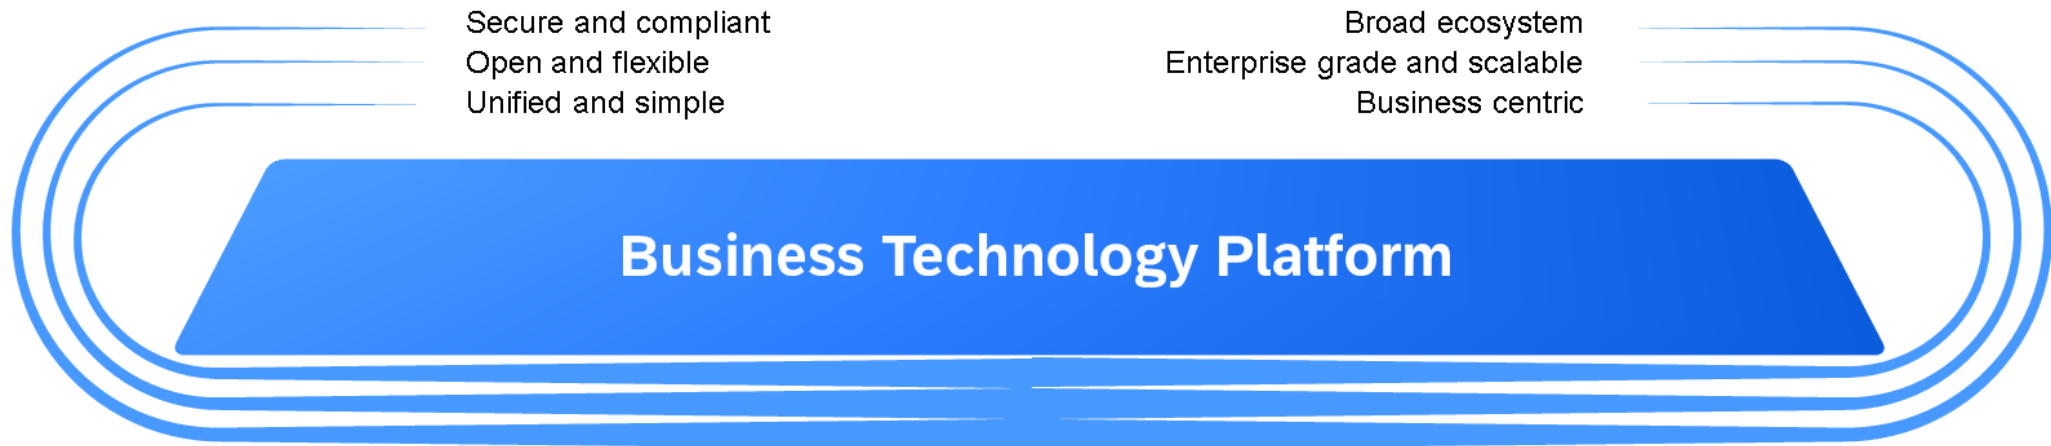 Secure and compliant
Open and flexible
Unified and simple
Broad ecosystem
Enterprise grade and scalable
Business centric
Business Technology Platform